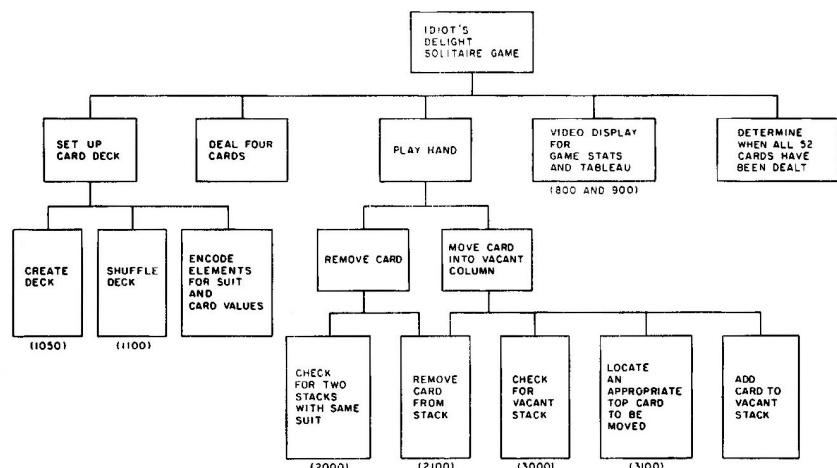 IDIOT'S
DELIGHT
SOLITAIRE GAME
SET UP
CARD DECK
DEAL FOUR
CARDS
PLAY HAND
VIDEO DISPLAY
FOR
GAME STATS
AND TABLEAU
(800 AND 900)
DETERMINE
WHEN ALL 52
CARDS HAVE
BEEN DEALT
CREATE
DECK
(1050)
SHUFFLE
DECK
(1100)
ENCODE
ELEMENTS
FOR SUIT
AND
CARD VALUES
REMOVE CARD
MOVE CARD
INTO VACANT
COLUMN
CHECK
FOR TWO
STACKS
WITH SAME
SUIT
(2000)
REMOVE
CARD
FROM
STACK
(2100)
CHECK
FOR
VACANT
STACK
(3000)
LOCATE
AN
APPROPRIATE
TOP CARD
TO BE
MOVED
(3100)
ADD
CARD TO
VACANT
STACK